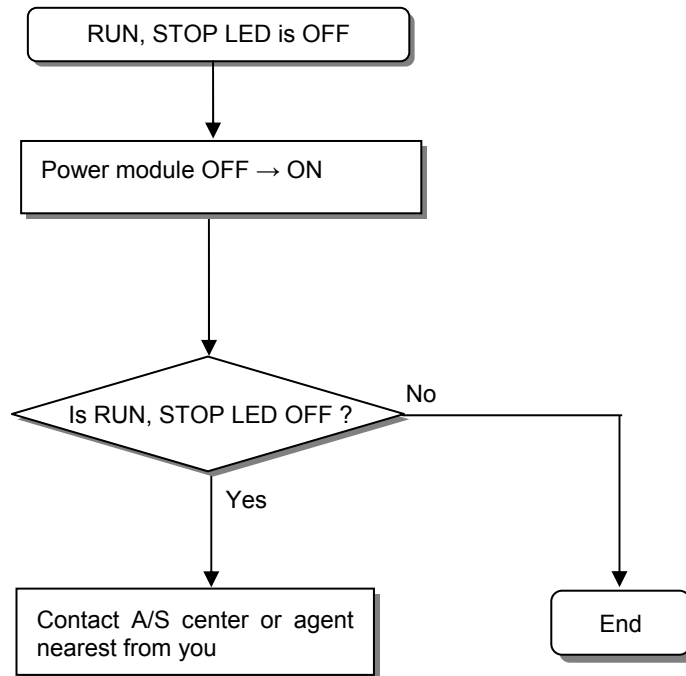 RUN, STOP LED is OFF
Power module OFF → ON
Is RUN, STOP LED OFF ?
No
Yes
Contact A/S center or agent
nearest from you
End